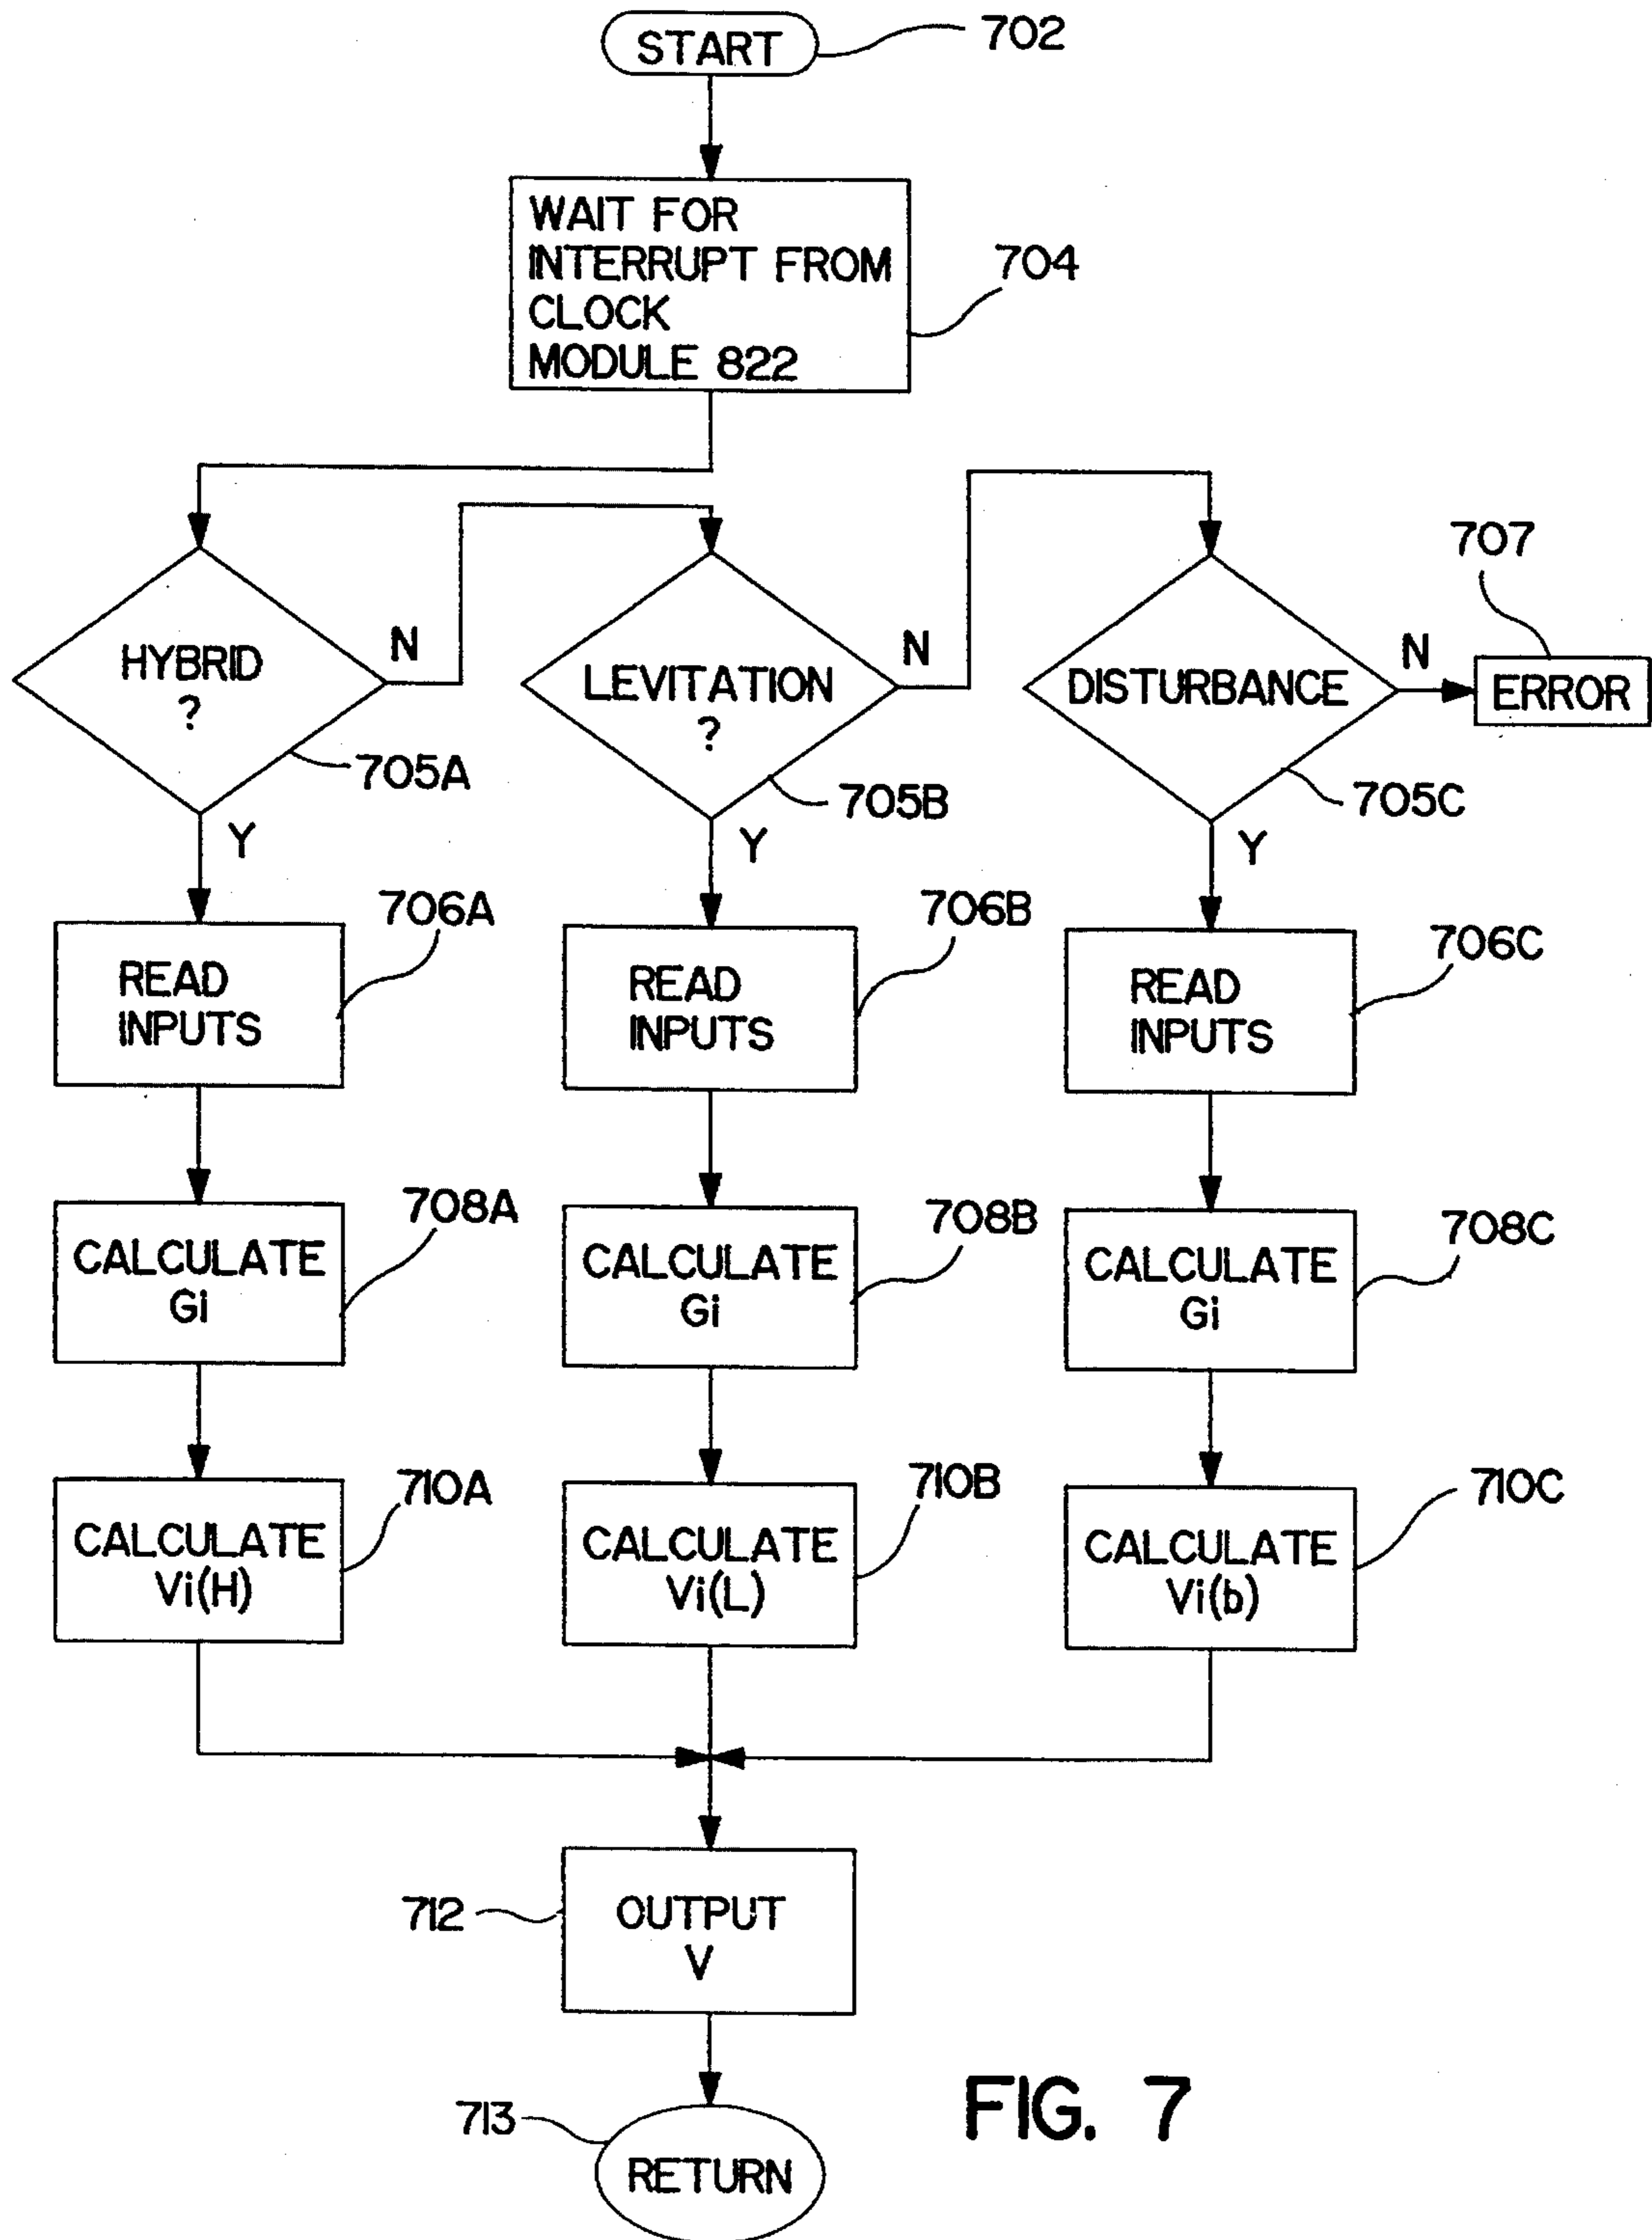 START
702
WAIT FOR
INTERRUPT FROM
CLOCK
MODULE 822
704
HYBRID
?
705A
N
Y
LEVITATION
?
705B
N
Y
DISTURBANCE
705C
N
Y
707
ERROR
READ
INPUTS
706A
READ
INPUTS
706B
READ
INPUTS
706C
CALCULATE
Gi
708A
CALCULATE
Gi
708B
CALCULATE
Gi
708C
CALCULATE
Vi(H)
710A
CALCULATE
Vi(L)
710B
CALCULATE
Vi(b)
710C
712
OUTPUT
V
713
RETURN
FIG. 7